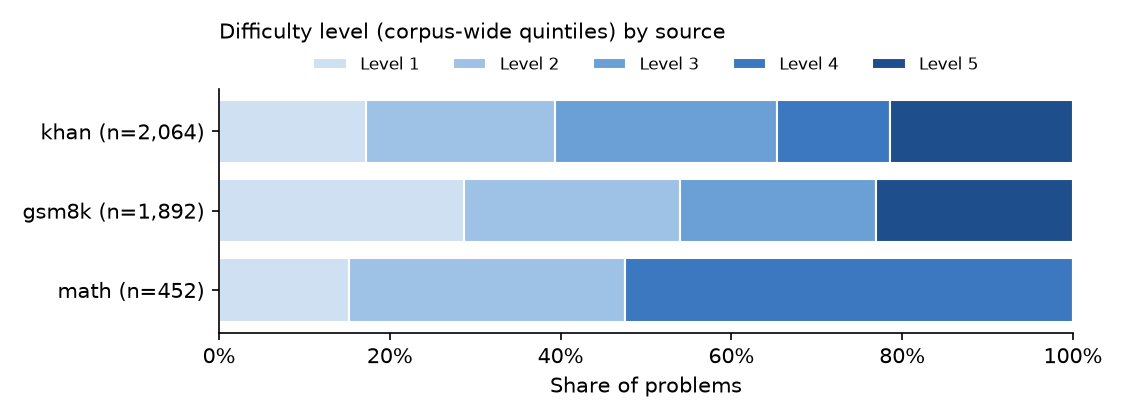 Difficulty level (corpus-wide quintiles) by source
Level 1 Level 2 Level 3 Level 4 Level 5
khan (n=2,064)
gsm8k (n=1,892)
math (n=452)
0% 20% 40% 60% 80% 100%
Share of problems